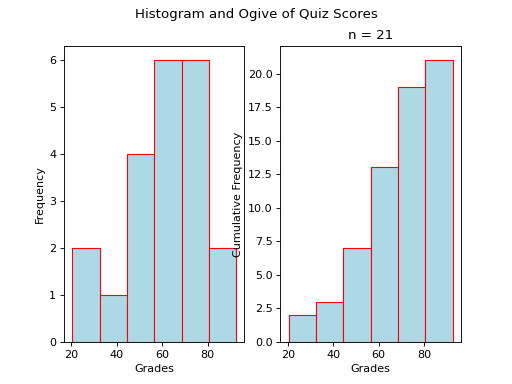 Histogram and Ogive of Quiz Scores
n = 21
6
5
4
3
2
1
0
Frequency
20 40 60 80
Grades
20.0
17.5
15.0
12.5
10.0
7.5
5.0
2.5
0.0
Cumulative Frequency
20 40 60 80
Grades